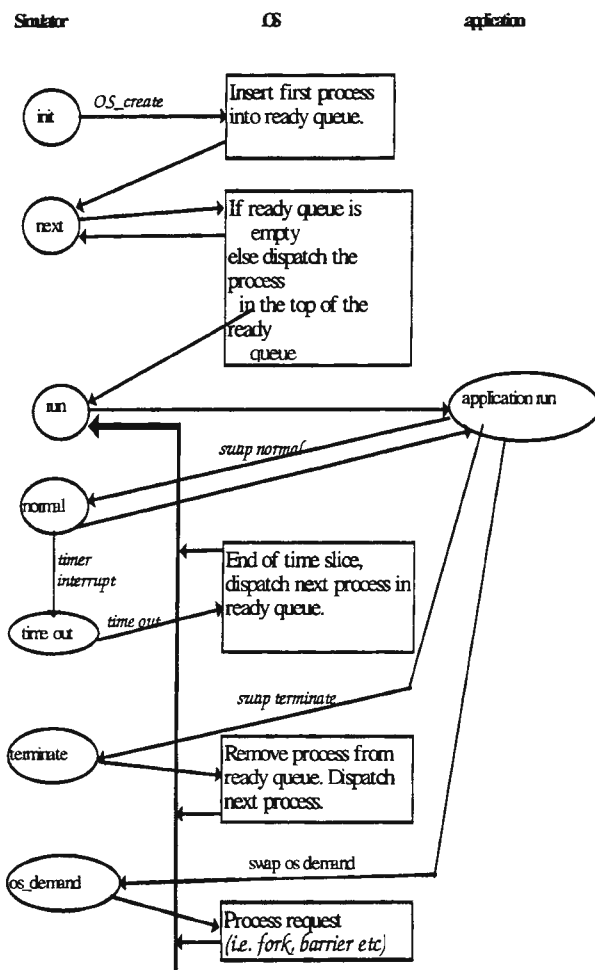 Simulator OS application
init
OS_create
Insert first process
into ready queue.
next
If ready queue is
empty
else dispatch the
process
in the top of the
ready
queue
run
application run
swap normal
normal
timer
interrupt
End of time slice,
dispatch next process in
ready queue.
time out
time out
swap terminate
terminate
Remove process from
ready queue. Dispatch
next process.
swap os demand
os_demand
Process request
(i.e. fork, barrier etc)